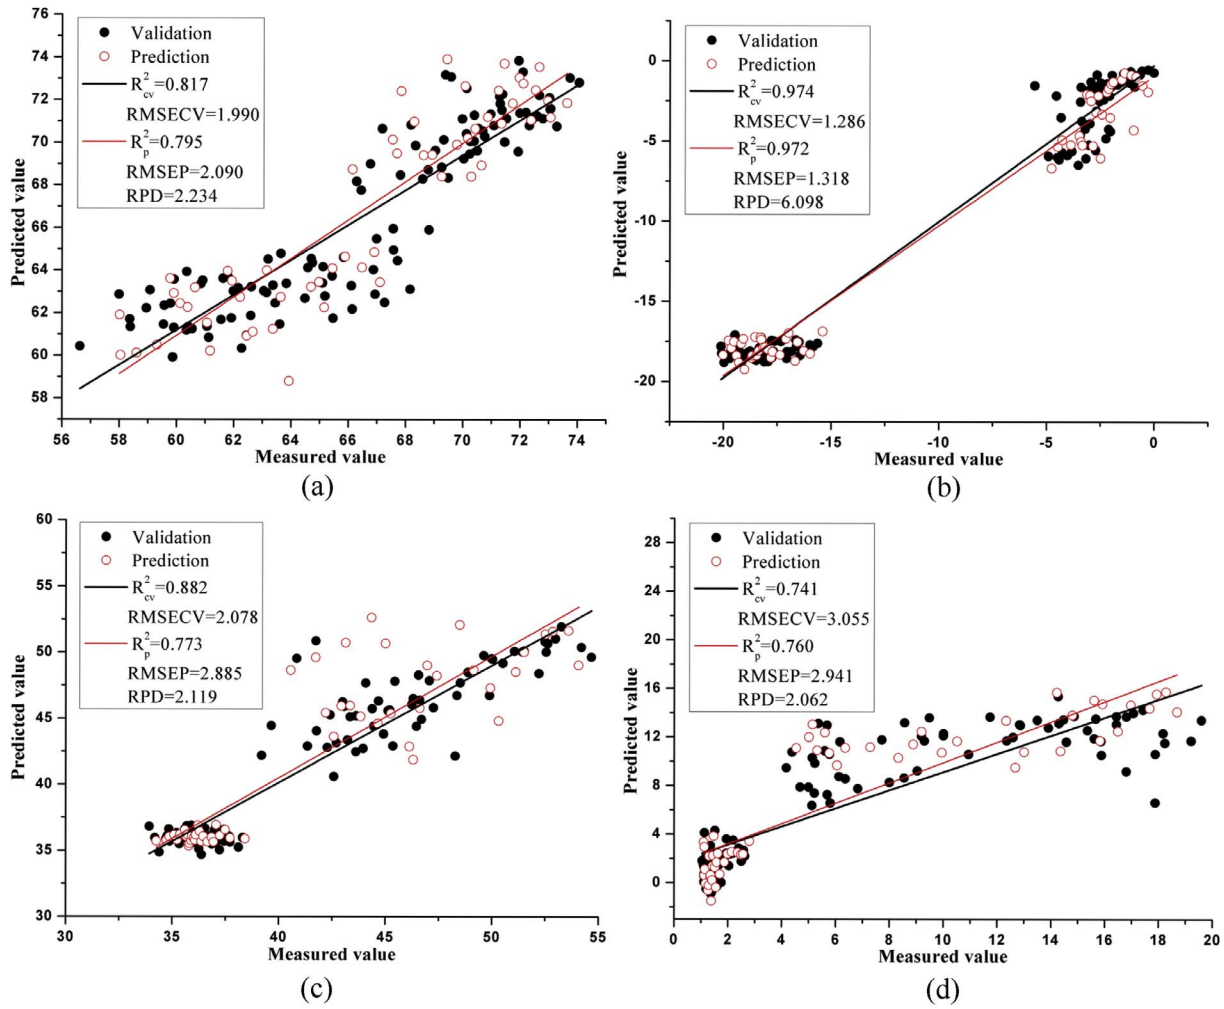 76
74
72
70
68
66
64
62
60
58
Predicted value
Validation
Prediction
R²cv=0.817
RMSECV=1.990
R²p=0.795
RMSEP=2.090
RPD=2.234
56 58 60 62 64 66 68 70 72 74
Measured value
(a)
0
-5
-10
-15
-20
Predicted value
Validation
Prediction
R²cv=0.974
RMSECV=1.286
R²p=0.972
RMSEP=1.318
RPD=6.098
-20 -15 -10 -5 0
Measured value
(b)
60
55
50
45
40
35
30
Predicted value
Validation
Prediction
R²cv=0.882
RMSECV=2.078
R²p=0.773
RMSEP=2.885
RPD=2.119
30 35 40 45 50 55
Measured value
(c)
28
24
20
16
12
8
4
0
Predicted value
Validation
Prediction
R²cv=0.741
RMSECV=3.055
R²p=0.760
RMSEP=2.941
RPD=2.062
0 2 4 6 8 10 12 14 16 18 20
Measured value
(d)